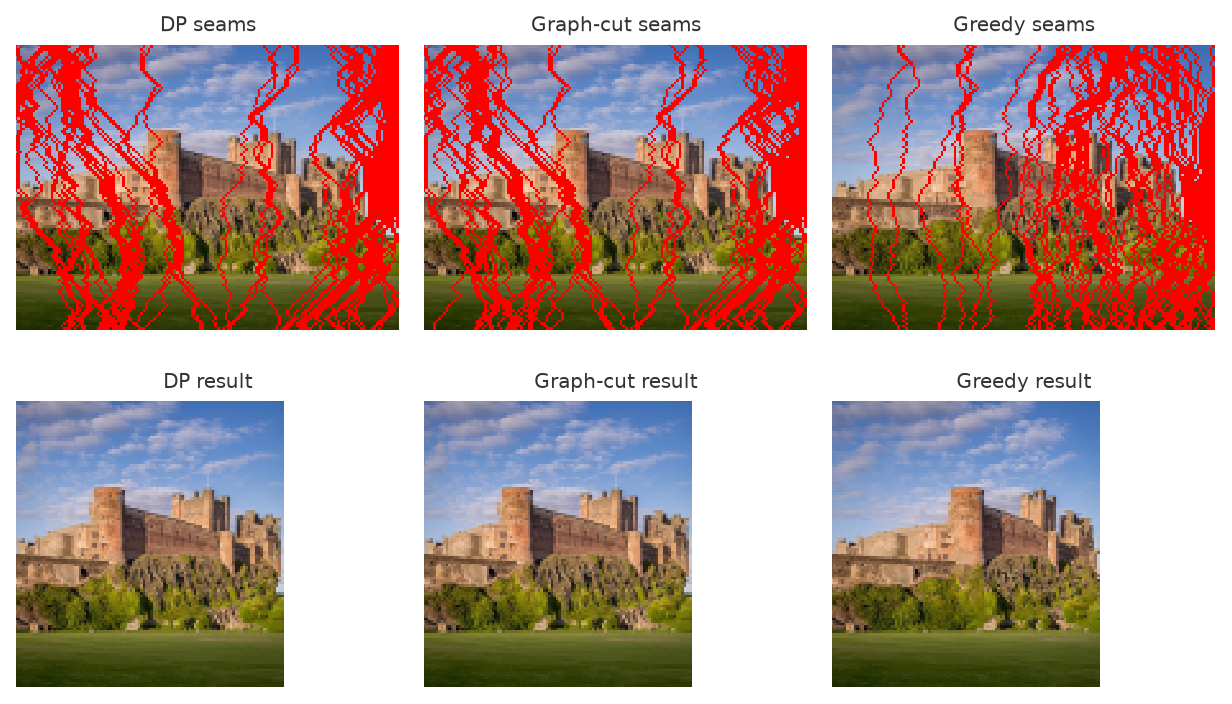 DP seams
Graph-cut seams
Greedy seams
DP result
Graph-cut result
Greedy result